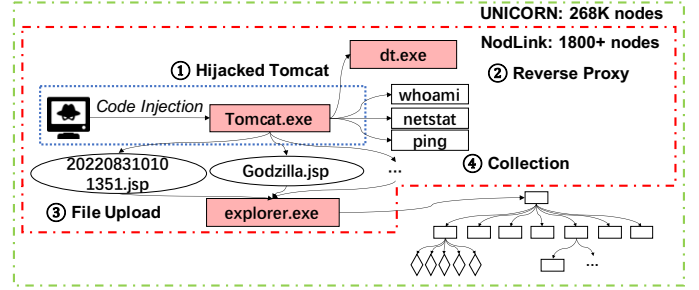 UNICORN: 268K nodes
NodLink: 1800+ nodes
① Hijacked Tomcat
dt.exe
② Reverse Proxy
Code Injection
Tomcat.exe
whoami
netstat
ping
20220831010
1351.jsp
Godzilla.jsp
...
④ Collection
③ File Upload
explorer.exe
...